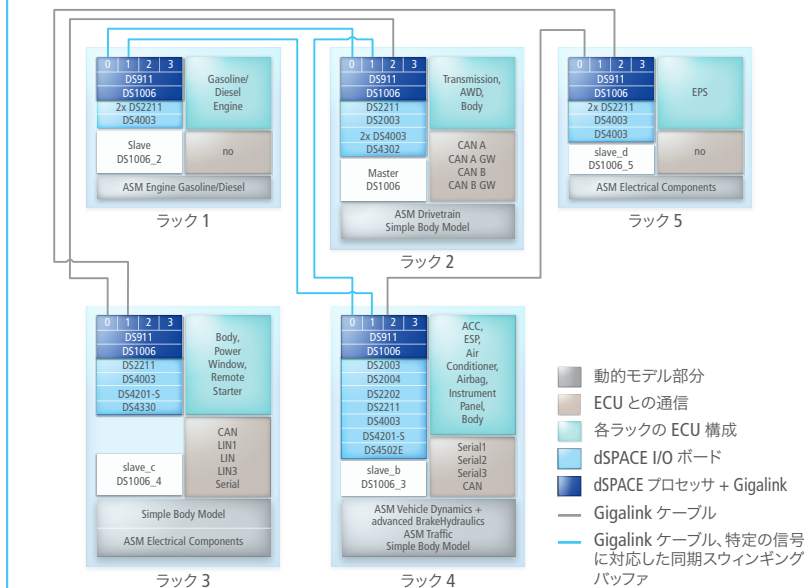 0 1 2 3
DS911
DS1006
2x DS2211
DS4003
Slave
DS1006_2
Gasoline/
Diesel
Engine
no
ASM Engine Gasoline/Diesel
ラック 1
0 1 2 3
DS911
DS1006
DS2211
DS2003
2x DS4003
DS4302
Master
DS1006
Transmission,
AWD,
Body
CAN A
CAN A GW
CAN B
CAN B GW
ASM Drivetrain
Simple Body Model
ラック 2
0 1 2 3
DS911
DS1006
2x DS2211
DS4003
DS4003
slave_d
DS1006_5
EPS
no
ASM Electrical Components
ラック 5
0 1 2 3
DS911
DS1006
DS2211
DS4003
DS4201-S
DS4330
slave_c
DS1006_4
Body,
Power
Window,
Remote
Starter
CAN
LIN1
LIN
LIN3
Serial
Simple Body Model
ASM Electrical Components
ラック 3
0 1 2 3
DS911
DS1006
DS2003
DS2004
DS2202
DS2211
DS4003
DS4201-S
DS4502E
slave_b
DS1006_3
ACC,
ESP,
Air
Conditioner,
Airbag,
Instrument
Panel,
Body
Serial1
Serial2
Serial3
CAN
ASM Vehicle Dynamics +
advanced BrakeHydraulics
ASM Traffic
Simple Body Model
ラック 4
動的モデル部分
ECU との通信
各ラックの ECU 構成
dSPACE I/O ボード
dSPACE プロセッサ + Gigalink
Gigalink ケーブル
Gigalink ケーブル、特定の信号
に対応した同期スウィンギング
バッファ